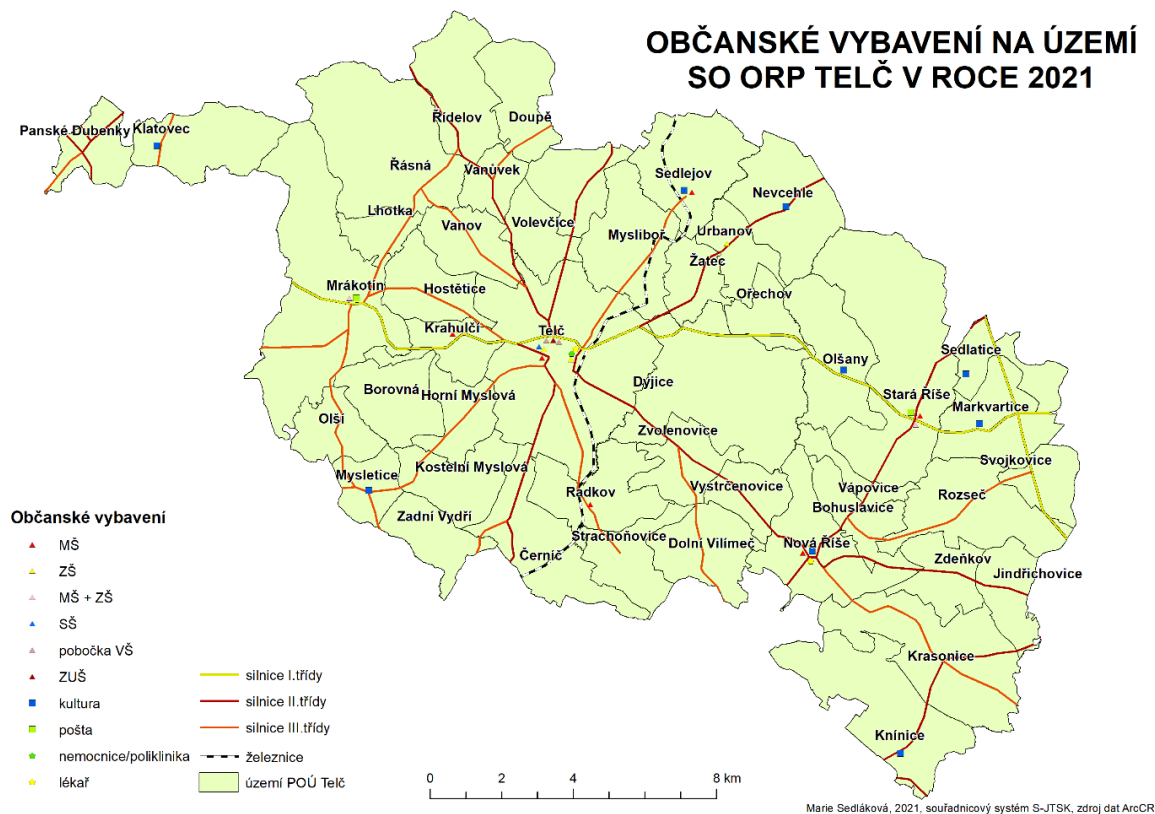 OBČANSKÉ VYBAVENÍ NA ÚZEMÍ
SO ORP TELČ V ROCE 2021
Řídelov
Doupě
Panské Dubenky
Klatovec
Řásná
Vanůvek
Sedlejov
Nevcehle
Lhotka
Vanov
Volevčice
Mysliboř
Urbanov
Žatec
Mrákotín
Hostětice
Ořechov
Krahulčí
Telč
Olšany
Sedlatice
Borovná
Horní Myslová
Dyjice
Stará Říše
Markvartice
Olší
Zvolenovice
Svojkovice
Mysletice
Kostelní Myslová
Radkov
Vystrčenovice
Vápovice
Rozseč
Bohuslavice
Zadní Vydří
Strachoňovice
Dolní Vilímeč
Nová Říše
Černíč
Zdeňkov
Jindřichovice
Krasonice
Knínice
Občanské vybavení
MŠ
ZŠ
MŠ + ZŠ
SŠ
pobočka VŠ
ZUŠ
kultura
pošta
nemocnice/poliklinika
lékař
silnice I.třídy
silnice II.třídy
silnice III.třídy
železnice
území POÚ Telč
0 2 4 8 km
Marie Sedláková, 2021, souřadnicový systém S-JTSK, zdroj dat ArcCR